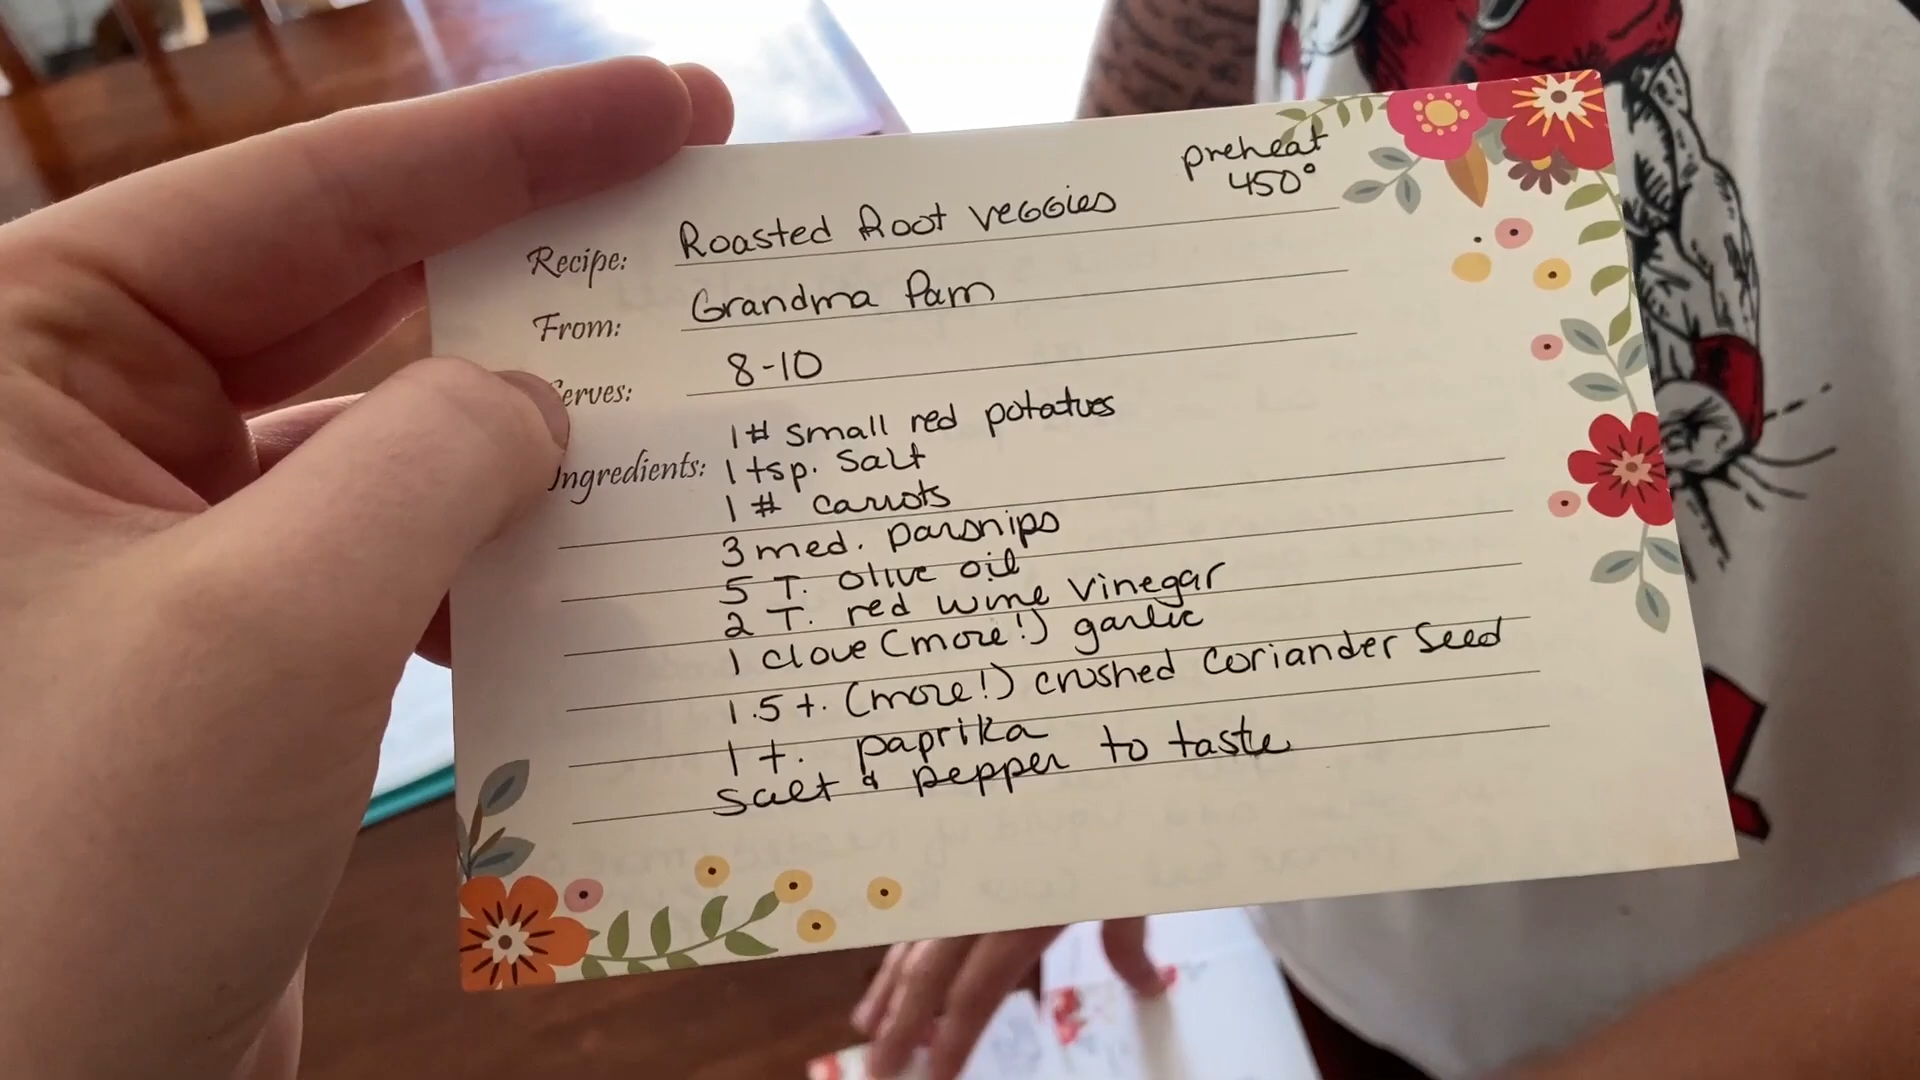 preheat
450°
Recipe: Roasted Root veggies
From: Grandma Pam
Serves: 8-10
Ingredients: 1# small red potatoes
1 tsp. Salt
1 # carrots
3 med. parsnips
5 T. olive oil
2 T. red wine vinegar
1 clove (more!) garlic
1.5 t. (more!) crushed coriander Seed
1 t. paprika
Salt & pepper to taste